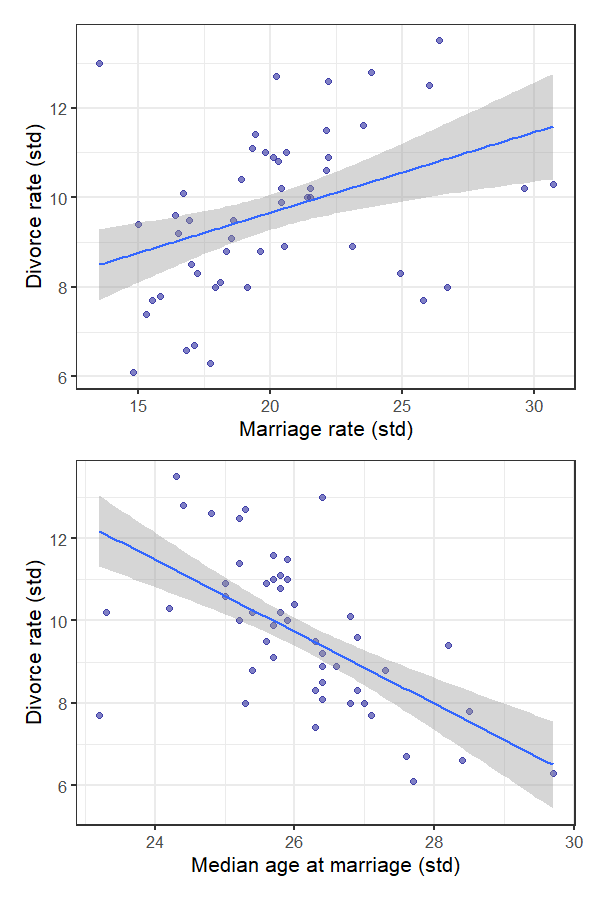 12
10
8
6
Divorce rate (std)
15 20 25 30
Marriage rate (std)
12
10
8
6
Divorce rate (std)
24 26 28 30
Median age at marriage (std)